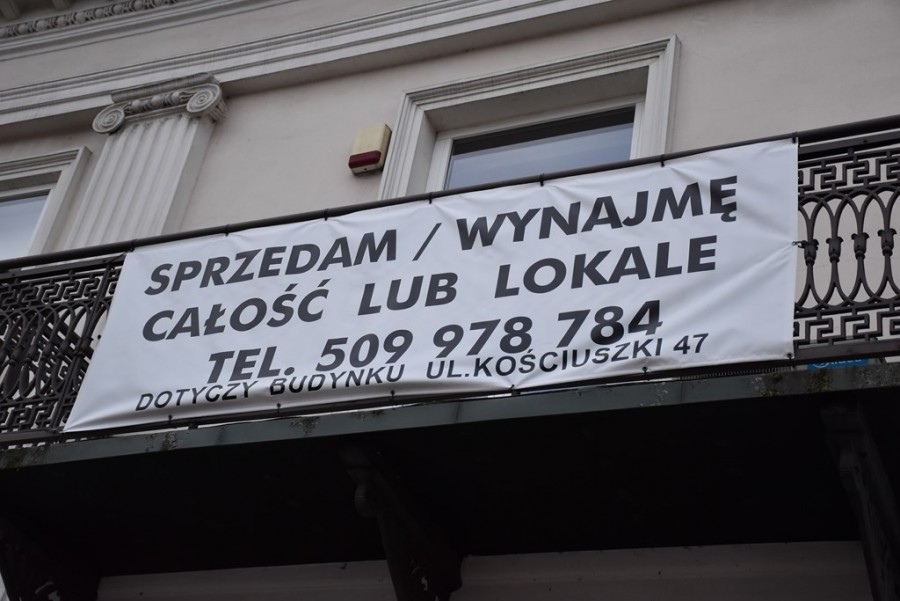 SPRZEDAM / WYNAJMĘ
CAŁOŚĆ LUB LOKALE
TEL. 509 978 784
DOTYCZY BUDYNKU UL.KOŚCIUSZKI 47